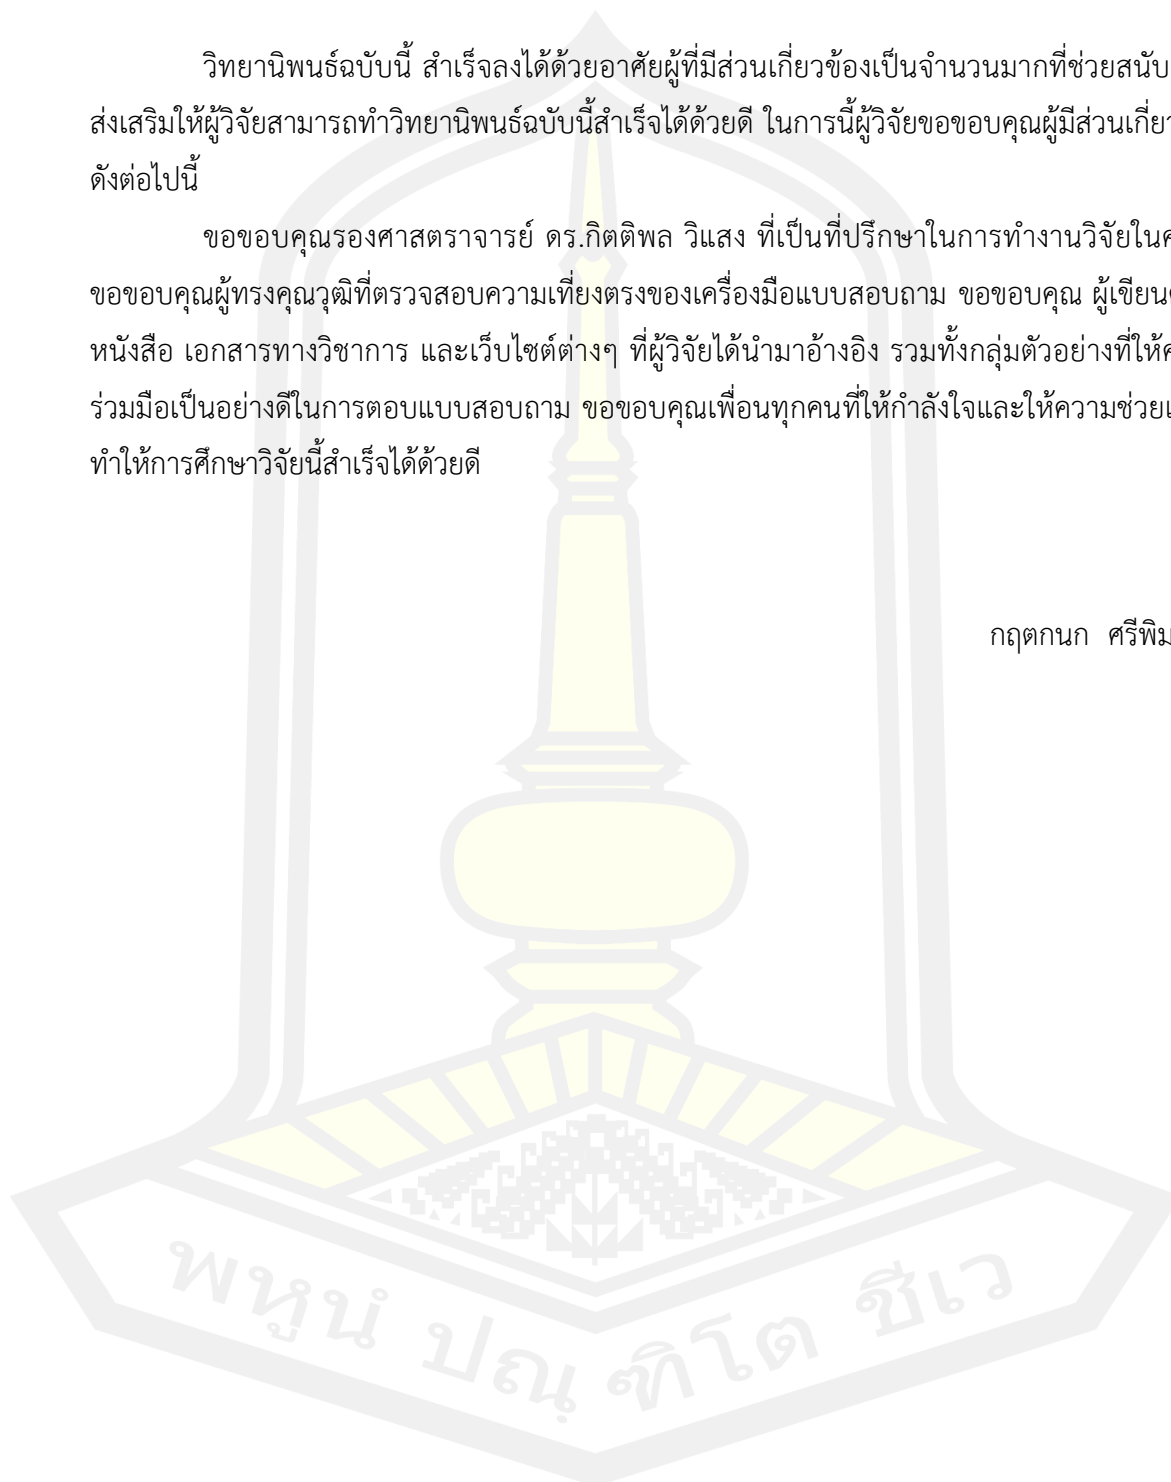 วิทยานิพนธ์ฉบับนี้ สำเร็จลงได้ด้วยอาศัยผู้ที่มีส่วนเกี่ยวข้องเป็นจำนวนมากที่ช่วยสนับ
ส่งเสริมให้ผู้วิจัยสามารถทำวิทยานิพนธ์ฉบับนี้สำเร็จได้ด้วยดี ในการนี้ผู้วิจัยขอขอบคุณผู้มีส่วนเกี่ย
ดังต่อไปนี้
ขอขอบคุณรองศาสตราจารย์ ดร.กิตติพล วิแสง ที่เป็นที่ปรึกษาในการทำงานวิจัยใน
ขอขอบคุณผู้ทรงคุณวุฒิที่ตรวจสอบความเที่ยงตรงของเครื่องมือแบบสอบถาม ขอขอบคุณ ผู้เขียน
หนังสือ เอกสารทางวิชาการ และเว็บไซต์ต่างๆ ที่ผู้วิจัยได้นำมาอ้างอิง รวมทั้งกลุ่มตัวอย่างที่ให้
ร่วมมือเป็นอย่างดีในการตอบแบบสอบถาม ขอขอบคุณเพื่อนทุกคนที่ให้กำลังใจและให้ความช่วย
ทำให้การศึกษาวิจัยนี้สำเร็จได้ด้วยดี
กฤตกนก ศรีพิม
พหูนํ ปณฺฑิโต ชีเว